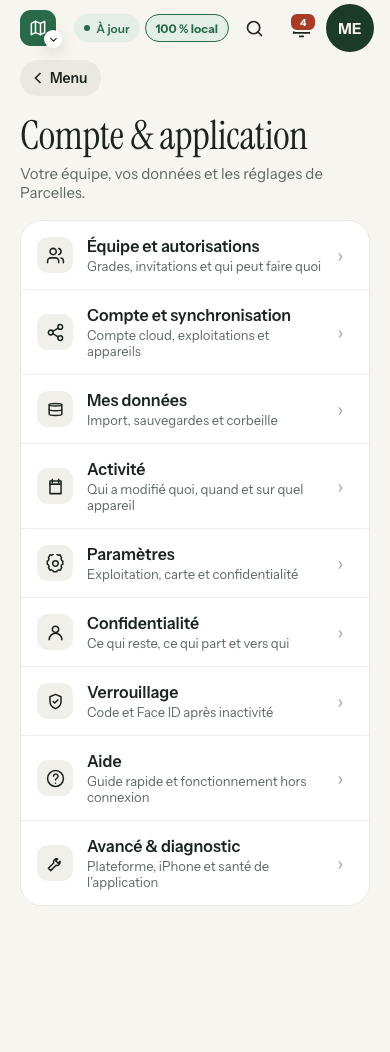 À jour
100 % local
4
ME
Menu
Compte & application
Votre équipe, vos données et les réglages de
Parcelles.
Équipe et autorisations
Grades, invitations et qui peut faire quoi
Compte et synchronisation
Compte cloud, exploitations et
appareils
Mes données
Import, sauvegardes et corbeille
Activité
Qui a modifié quoi, quand et sur quel
appareil
Paramètres
Exploitation, carte et confidentialité
Confidentialité
Ce qui reste, ce qui part et vers qui
Verrouillage
Code et Face ID après inactivité
Aide
Guide rapide et fonctionnement hors
connexion
Avancé & diagnostic
Plateforme, iPhone et santé de
l'application